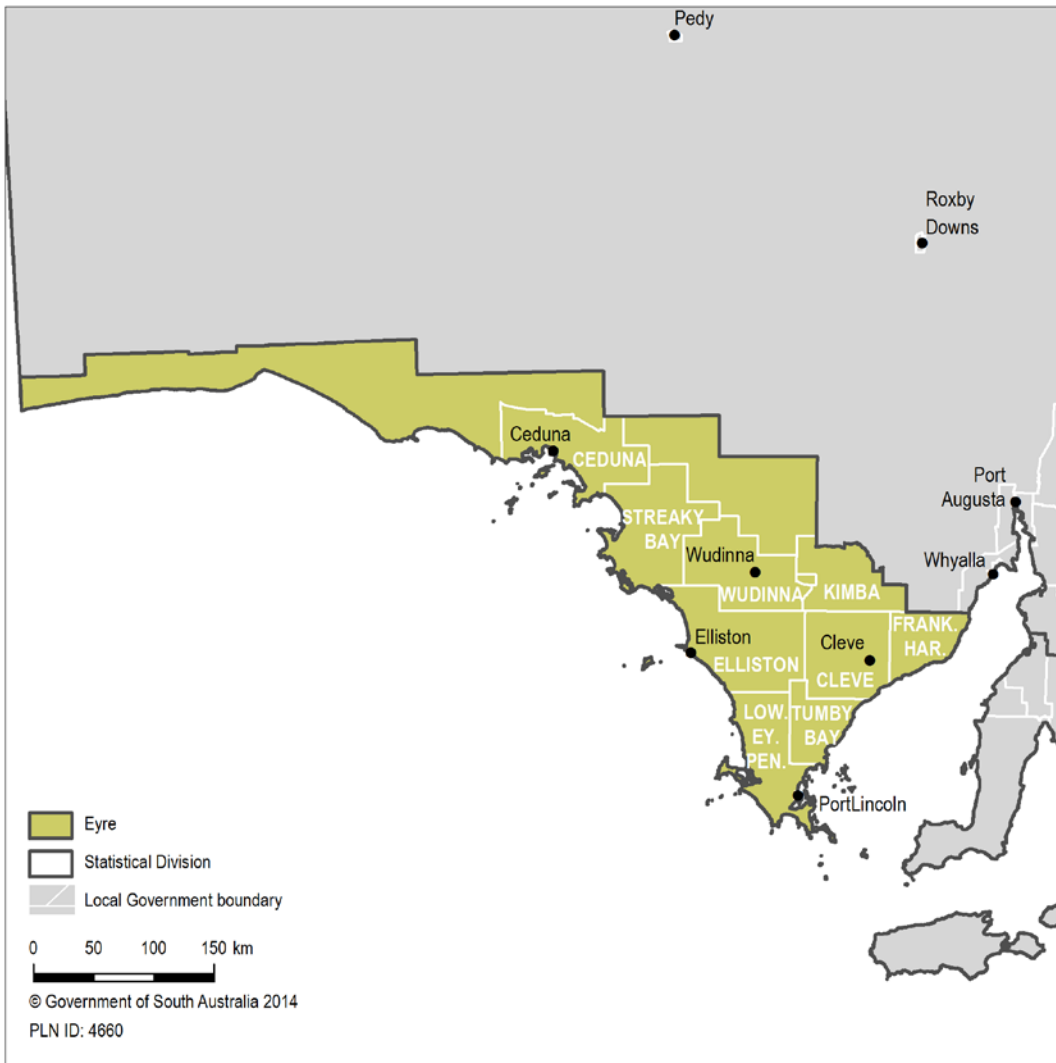 Pedy
Roxby
Downs
Ceduna
CEDUNA
Port
Augusta
STREAKY
BAY
Wudinna
Whyalla
WUDINNA
KIMBA
FRANK.
HAR.
Elliston
Cleve
ELLISTON
CLEVE
LOW.
EY.
PEN.
TUMBY
BAY
PortLincoln
Eyre
Statistical Division
Local Government boundary
0 50 100 150 km
© Government of South Australia 2014
PLN ID: 4660